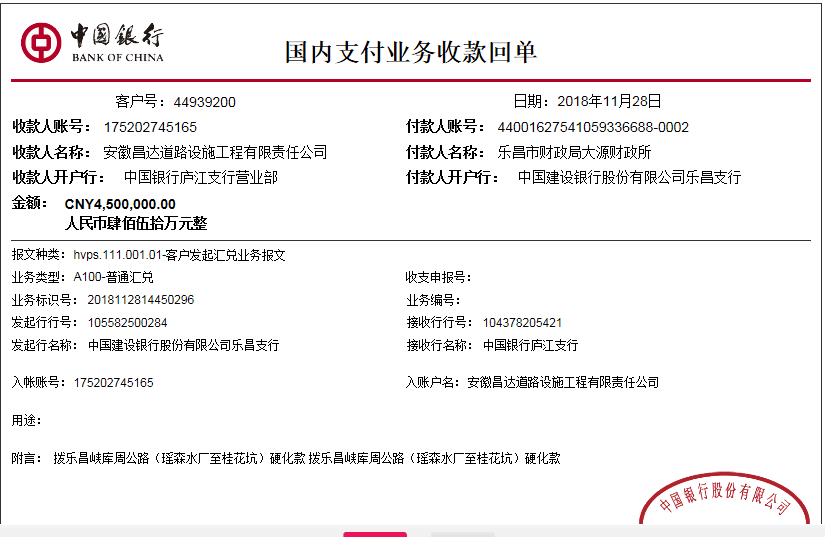 中国银行
BANK OF CHINA
国内支付业务收款回单
客户号：44939200 日期：2018年11月28日
收款人账号：175202745165 付款人账号：44001627541059336688-0002
收款人名称：安徽昌达道路设施工程有限责任公司 付款人名称：乐昌市财政局大源财政所
收款人开户行：中国银行庐江支行营业部 付款人开户行：中国建设银行股份有限公司乐昌支行
金额：CNY4,500,000.00
人民币肆佰伍拾万元整
报文种类：hvps.111.001.01-客户发起汇兑业务报文
业务类型：A100-普通汇兑 收支申报号：
业务标识号：2018112814450296 业务编号：
发起行行号：105582500284 接收行行号：104378205421
发起行名称：中国建设银行股份有限公司乐昌支行 接收行名称：中国银行庐江支行
入帐账号：175202745165 入账户名：安徽昌达道路设施工程有限责任公司
用途：
附言：拨乐昌峡库周公路（瑶森水厂至桂花坑）硬化款 拨乐昌峡库周公路（瑶森水厂至桂花坑）硬化款
中国银行股份有限公司